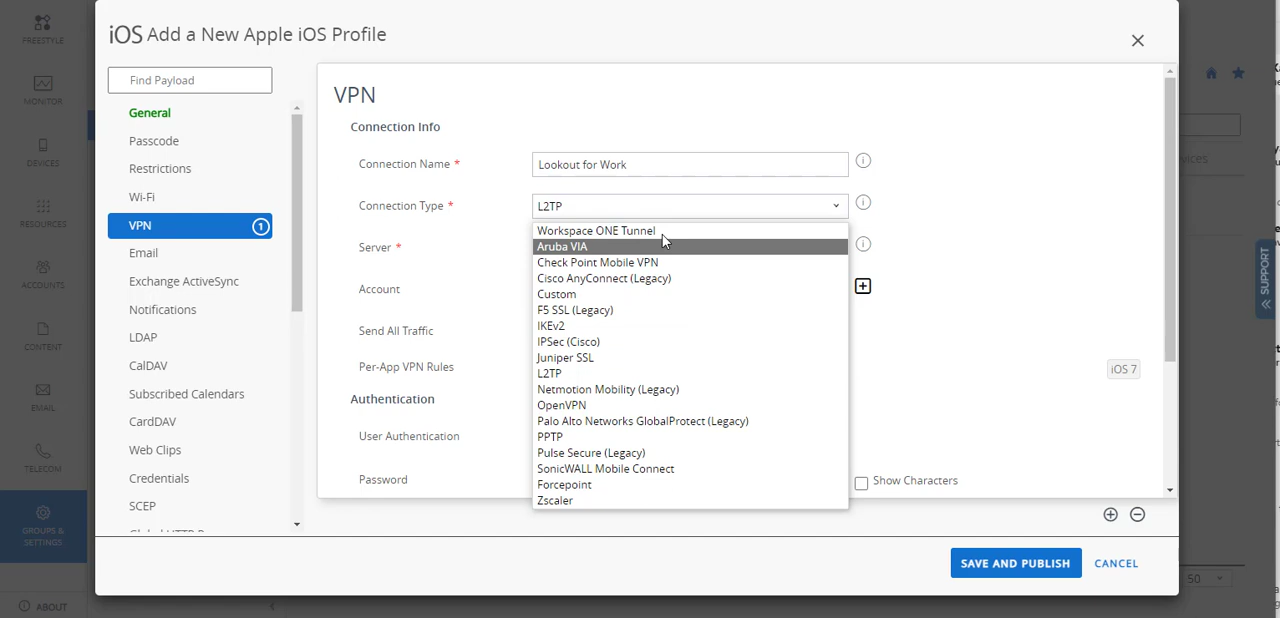 iOS Add a New Apple iOS Profile
FREESTYLE
MONITOR
DEVICES
RESOURCES
ACCOUNTS
CONTENT
EMAIL
TELECOM
GROUPS &
SETTINGS
ABOUT
Find Payload
General
Passcode
Restrictions
Wi-Fi
VPN 1
Email
Exchange ActiveSync
Notifications
LDAP
CalDAV
Subscribed Calendars
CardDAV
Web Clips
Credentials
SCEP
VPN
Connection Info
Connection Name * Lookout for Work
Connection Type * L2TP
Server *
Account
Send All Traffic
Per-App VPN Rules iOS 7
Authentication
User Authentication
Password Show Characters
Workspace ONE Tunnel
Aruba VIA
Check Point Mobile VPN
Cisco AnyConnect (Legacy)
Custom
F5 SSL (Legacy)
IKEv2
IPSec (Cisco)
Juniper SSL
L2TP
Netmotion Mobility (Legacy)
OpenVPN
Palo Alto Networks GlobalProtect (Legacy)
PPTP
Pulse Secure (Legacy)
SonicWALL Mobile Connect
Forcepoint
Zscaler
SAVE AND PUBLISH CANCEL
SUPPORT
50